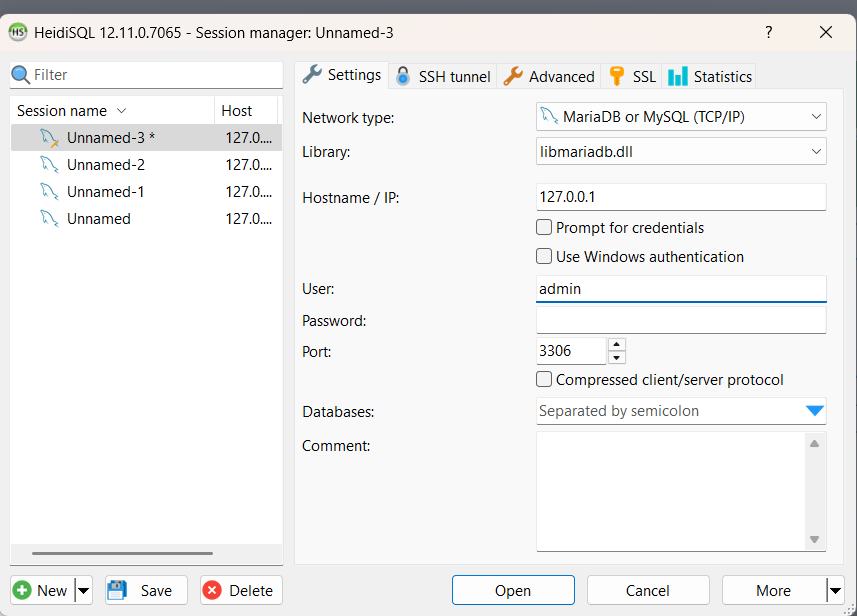 HS HeidiSQL 12.11.0.7065 - Session manager: Unnamed-3 ?
Filter
Session name Host
Unnamed-3 * 127.0....
Unnamed-2 127.0....
Unnamed-1 127.0....
Unnamed 127.0....
Settings SSH tunnel Advanced SSL Statistics
Network type: MariaDB or MySQL (TCP/IP)
Library: libmariadb.dll
Hostname / IP: 127.0.0.1
Prompt for credentials
Use Windows authentication
User: admin
Password:
Port: 3306
Compressed client/server protocol
Databases: Separated by semicolon
Comment:
New Save Delete Open Cancel More